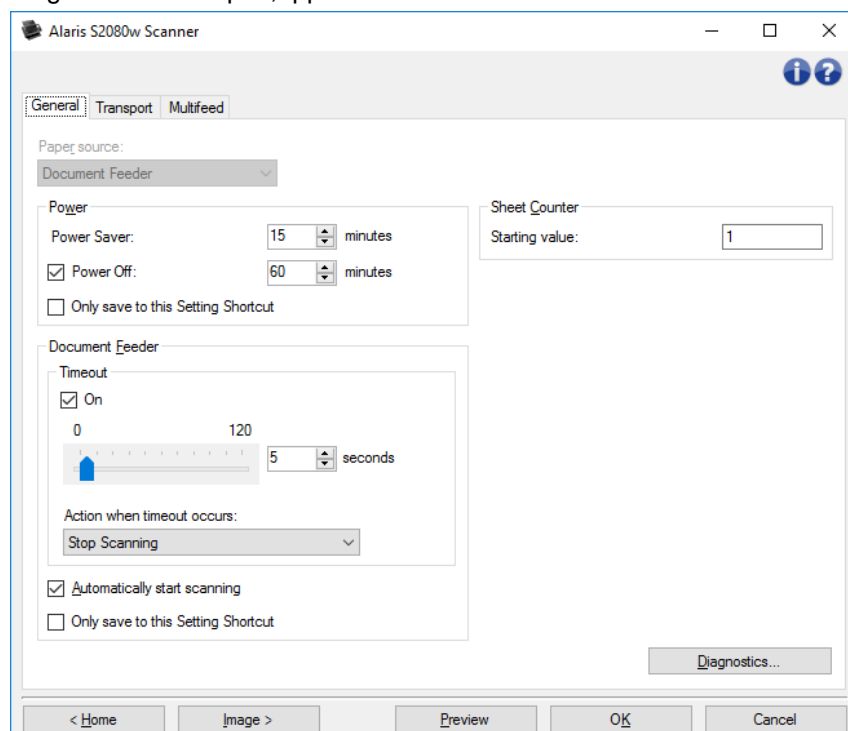 Alaris S2080w Scanner
General Transport Multifeed
Paper source:
Document Feeder
Power
Power Saver: 15 minutes
Power Off: 60 minutes
Only save to this Setting Shortcut
Sheet Counter
Starting value: 1
Document Feeder
Timeout
On
0 120
5 seconds
Action when timeout occurs:
Stop Scanning
Automatically start scanning
Only save to this Setting Shortcut
Diagnostics...
< Home Image > Preview OK Cancel